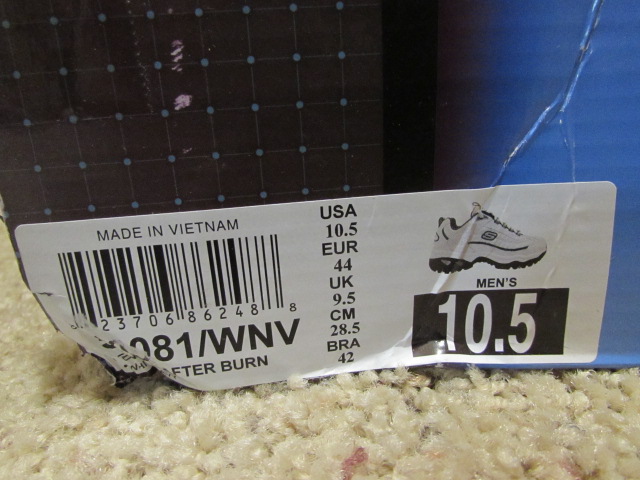 MADE IN VIETNAM
23706 86248 8
081/WNV
AFTER BURN
USA
10.5
EUR
44
UK
9.5
CM
28.5
BRA
42
MEN'S
10.5